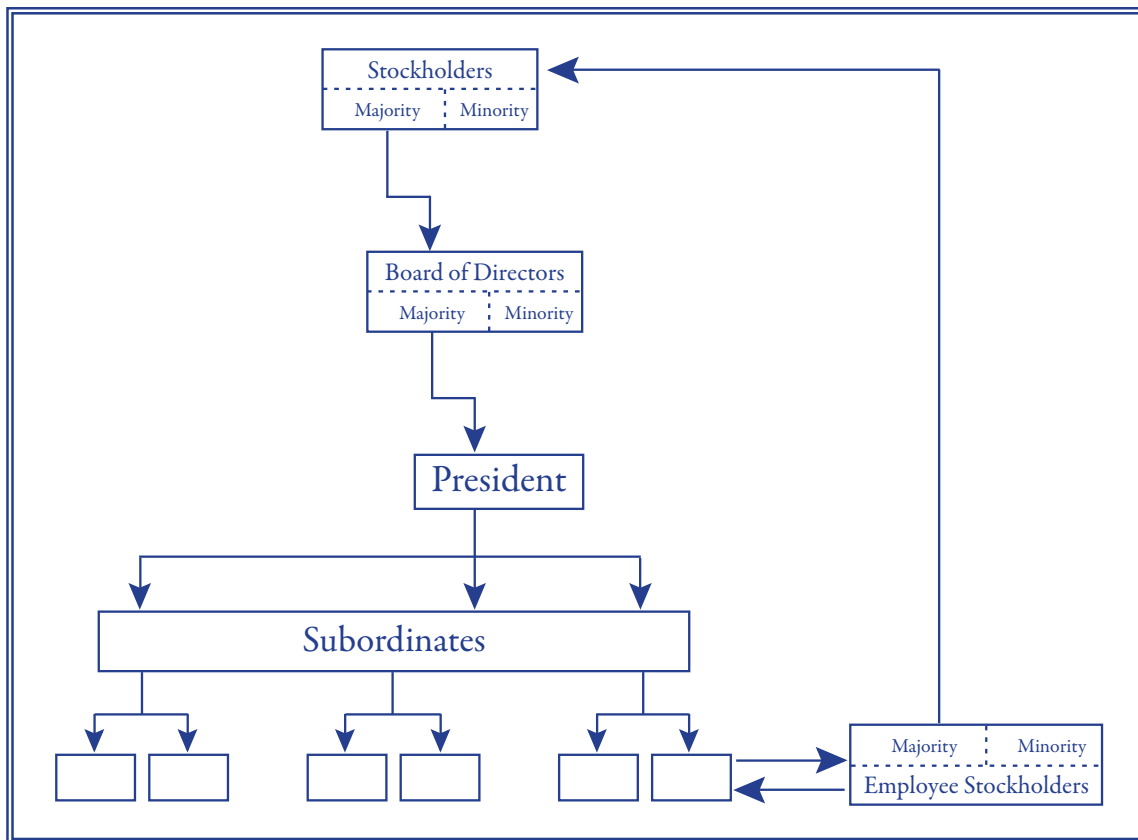 Stockholders
Majority Minority
Board of Directors
Majority Minority
President
Subordinates
Majority Minority
Employee Stockholders